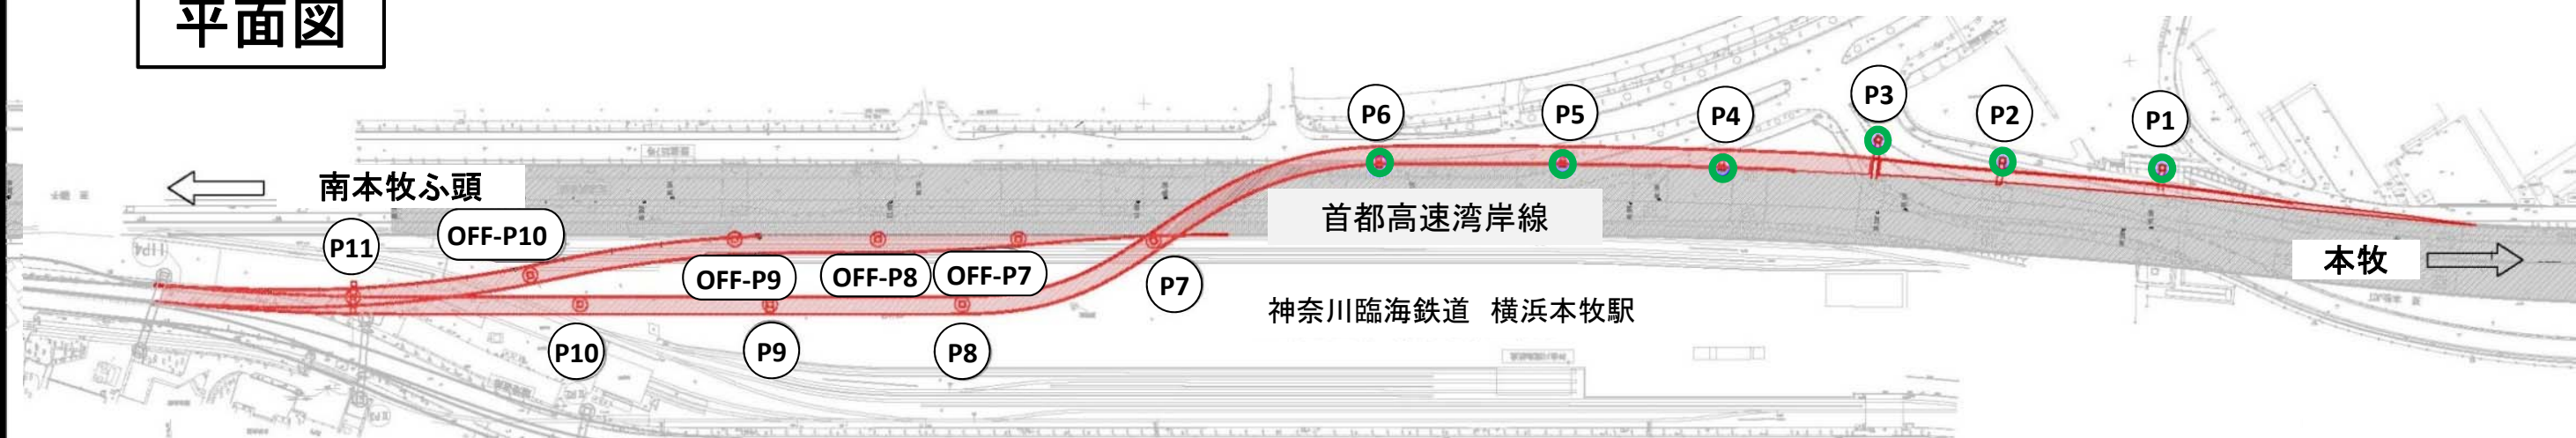 平面図
P6
P5
P4
P3
P2
P1
南本牧ふ頭
首都高速湾岸線
P11
OFF-P10
OFF-P9
OFF-P8
OFF-P7
P7
本牧
神奈川臨海鉄道 横浜本牧駅
P10
P9
P8